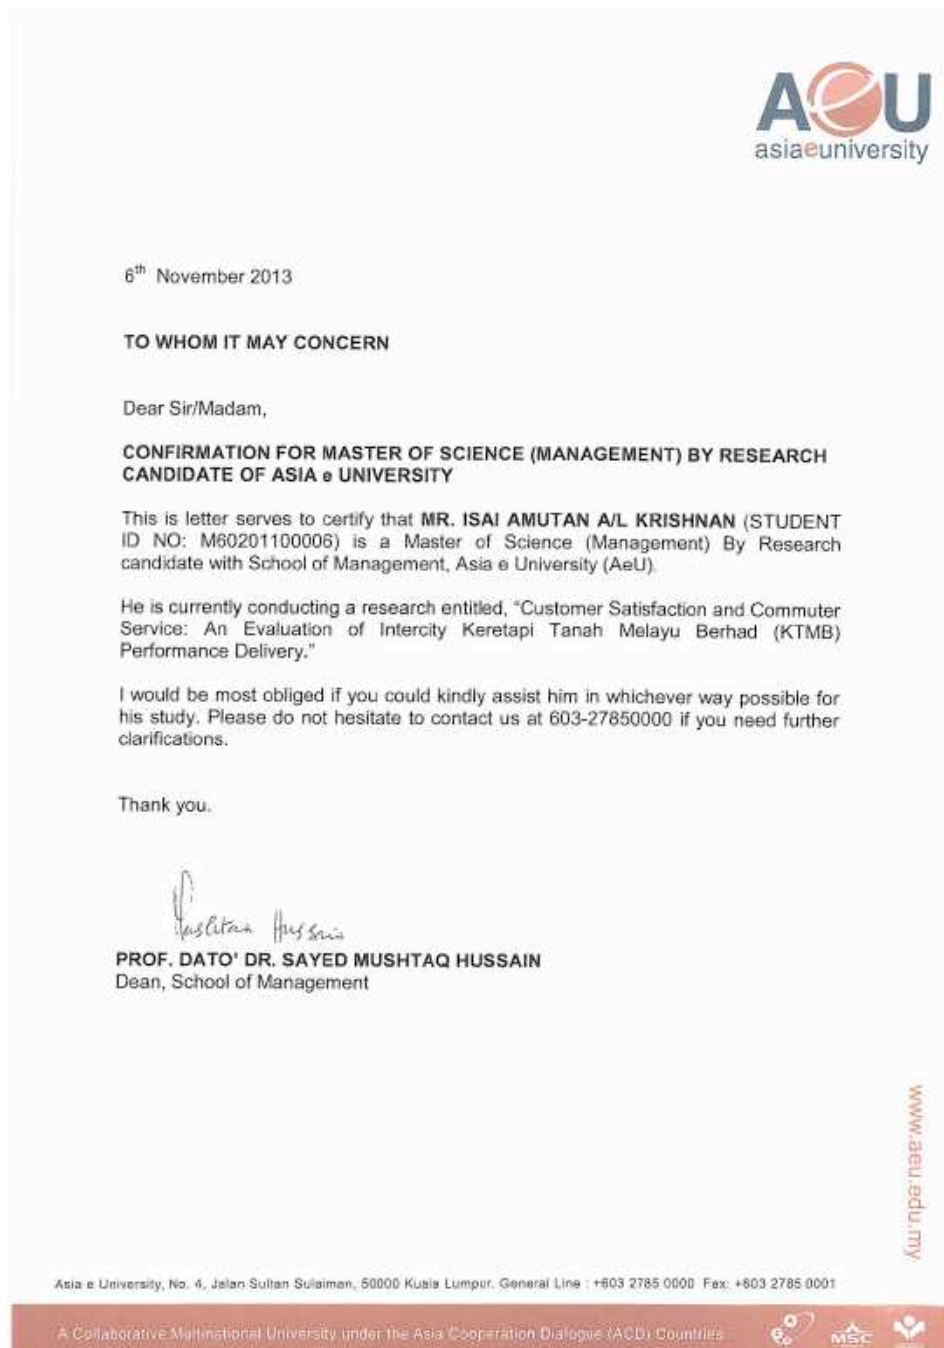 AeU
asiaeuniversity
6th November 2013
TO WHOM IT MAY CONCERN
Dear Sir/Madam,
CONFIRMATION FOR MASTER OF SCIENCE (MANAGEMENT) BY RESEARCH
CANDIDATE OF ASIA e UNIVERSITY
This is letter serves to certify that MR. ISAI AMUTAN A/L KRISHNAN (STUDENT
ID NO: M60201100006) is a Master of Science (Management) By Research
candidate with School of Management, Asia e University (AeU).
He is currently conducting a research entitled, “Customer Satisfaction and Commuter
Service: An Evaluation of Intercity Keretapi Tanah Melayu Berhad (KTMB)
Performance Delivery.”
I would be most obliged if you could kindly assist him in whichever way possible for
his study. Please do not hesitate to contact us at 603-27850000 if you need further
clarifications.
Thank you.
Hussain
PROF. DATO' DR. SAYED MUSHTAQ HUSSAIN
Dean, School of Management
www.aeu.edu.my
Asia e University, No. 4, Jalan Sultan Sulaiman, 50000 Kuala Lumpur. General Line : +603 2785 0000 Fax: +603 2785 0001
A Collaborative Multinational University under the Asia Cooperation Dialogue (ACD) Countries
MSC